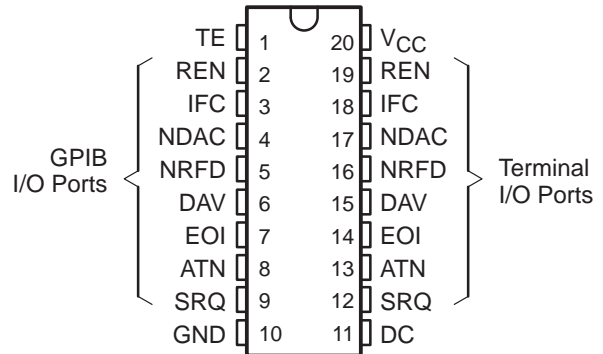 TE 1 20 VCC
REN 2 19 REN
IFC 3 18 IFC
NDAC 4 17 NDAC
NRFD 5 16 NRFD
DAV 6 15 DAV
EOI 7 14 EOI
ATN 8 13 ATN
SRQ 9 12 SRQ
GND 10 11 DC
GPIB
I/O Ports
Terminal
I/O Ports